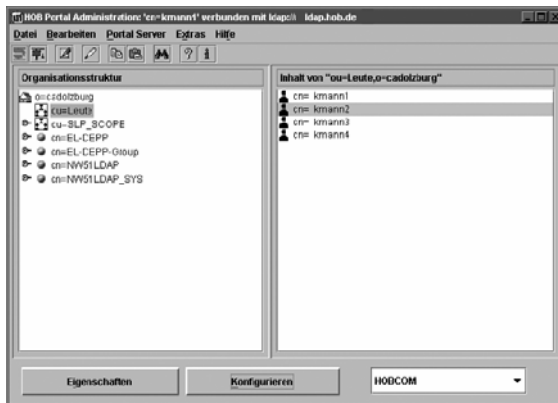 HOB Portal Administration: 'cn=kmann1' verbunden mit ldap:// ldap.hob.de
Datei Bearbeiten Portal Server Extras Hilfe
Organisationsstruktur
o=cadolzburg
ou=Leute
ou=SLP_SCOPE
cn=EL-CEPP
cn=EL-CEPP-Group
cn=NW51LDAP
cn=NW51LDAP_SYS
Inhalt von "ou=Leute,o=cadolzburg"
cn= kmann1
cn= kmann2
cn= kmann3
cn= kmann4
Eigenschaften
Konfigurieren
HOBCOM